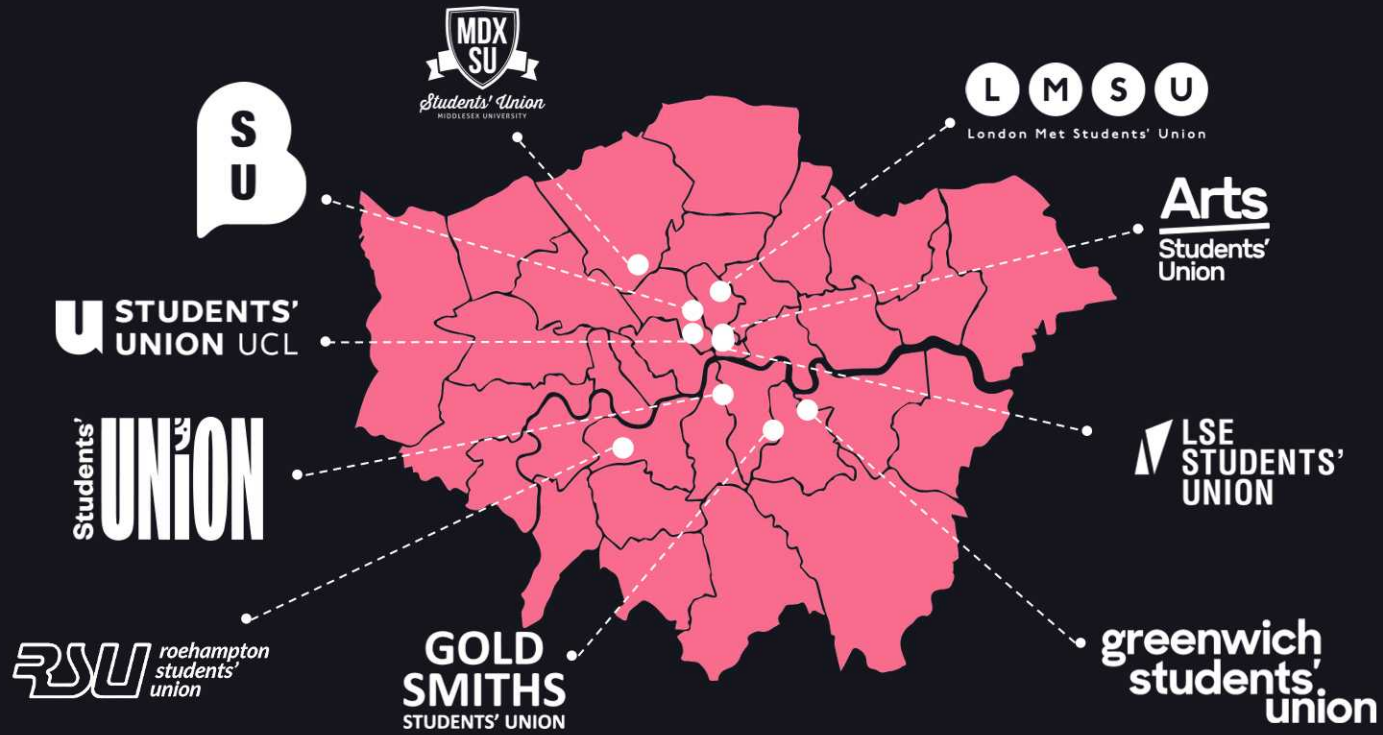 MDX
SU
Students' Union
MIDDLESEX UNIVERSITY
L M S U
London Met Students' Union
S
U
Arts
Students'
Union
U STUDENTS'
UNION UCL
Students'
UNiON
LSE
STUDENTS'
UNION
RSU roehampton
students'
union
GOLD
SMITHS
STUDENTS' UNION
greenwich
students'
union